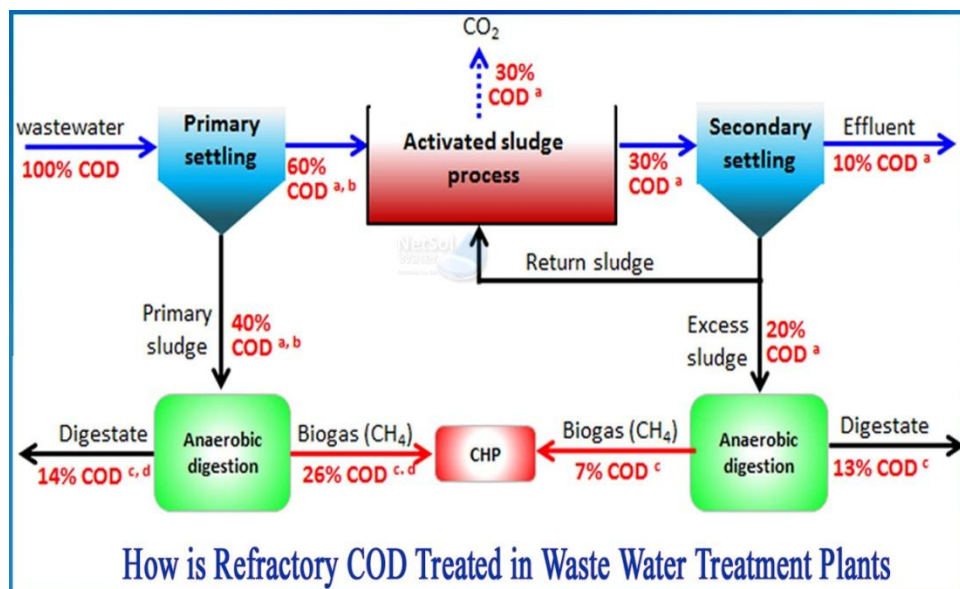 CO₂
30%
COD ᵃ
wastewater
100% COD
Primary
settling
60%
COD ᵃ,ᵇ
Activated sludge
process
30%
COD ᵃ
Secondary
settling
Effluent
10% COD ᵃ
NetSol
Water
Return sludge
Primary
sludge
40%
COD ᵃ,ᵇ
Excess
sludge
20%
COD ᵃ
Digestate
14% COD ᶜ,ᵈ
Anaerobic
digestion
Biogas (CH₄)
26% COD ᶜ,ᵈ
CHP
Biogas (CH₄)
7% COD ᶜ
Anaerobic
digestion
Digestate
13% COD ᶜ
How is Refractory COD Treated in Waste Water Treatment Plants